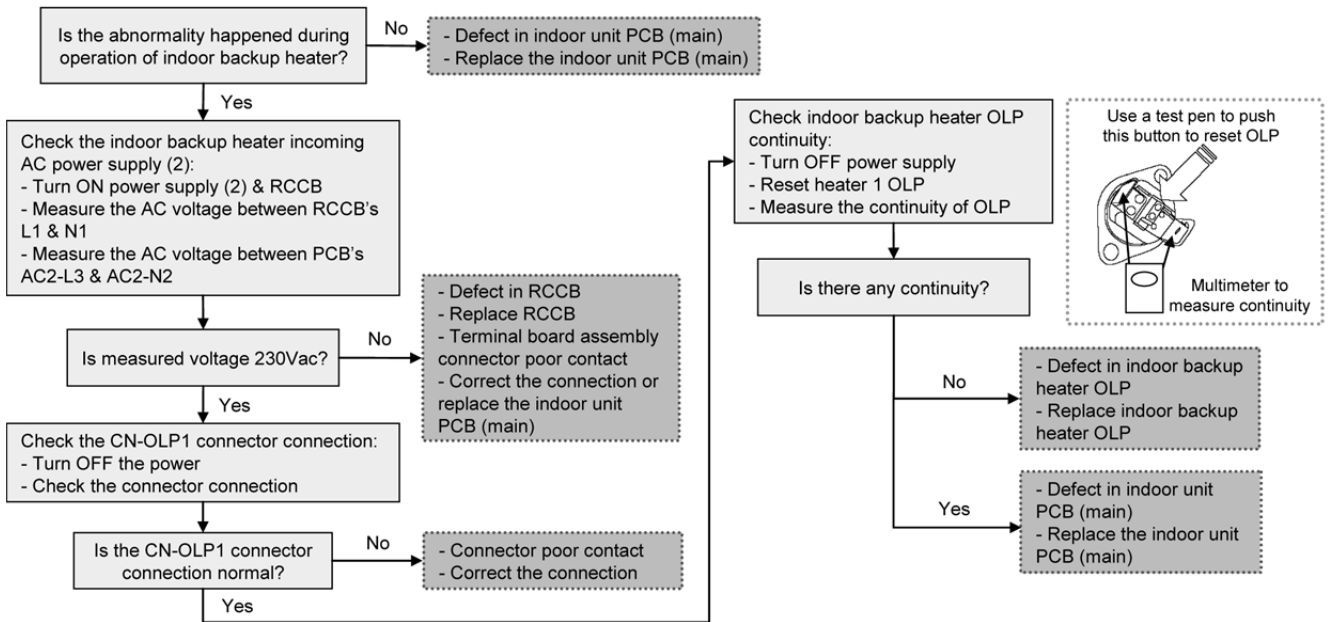 Is the abnormality happened during
operation of indoor backup heater?
No
- Defect in indoor unit PCB (main)
- Replace the indoor unit PCB (main)
Yes
Check the indoor backup heater incoming
AC power supply (2):
- Turn ON power supply (2) & RCCB
- Measure the AC voltage between RCCB's
L1 & N1
- Measure the AC voltage between PCB's
AC2-L3 & AC2-N2
Is measured voltage 230Vac?
No
- Defect in RCCB
- Replace RCCB
- Terminal board assembly
connector poor contact
- Correct the connection or
replace the indoor unit
PCB (main)
Yes
Check the CN-OLP1 connector connection:
- Turn OFF the power
- Check the connector connection
Is the CN-OLP1 connector
connection normal?
No
- Connector poor contact
- Correct the connection
Yes
Check indoor backup heater OLP
continuity:
- Turn OFF power supply
- Reset heater 1 OLP
- Measure the continuity of OLP
Use a test pen to push
this button to reset OLP
Multimeter to
measure continuity
Is there any continuity?
No
- Defect in indoor backup
heater OLP
- Replace indoor backup
heater OLP
Yes
- Defect in indoor unit
PCB (main)
- Replace the indoor unit
PCB (main)